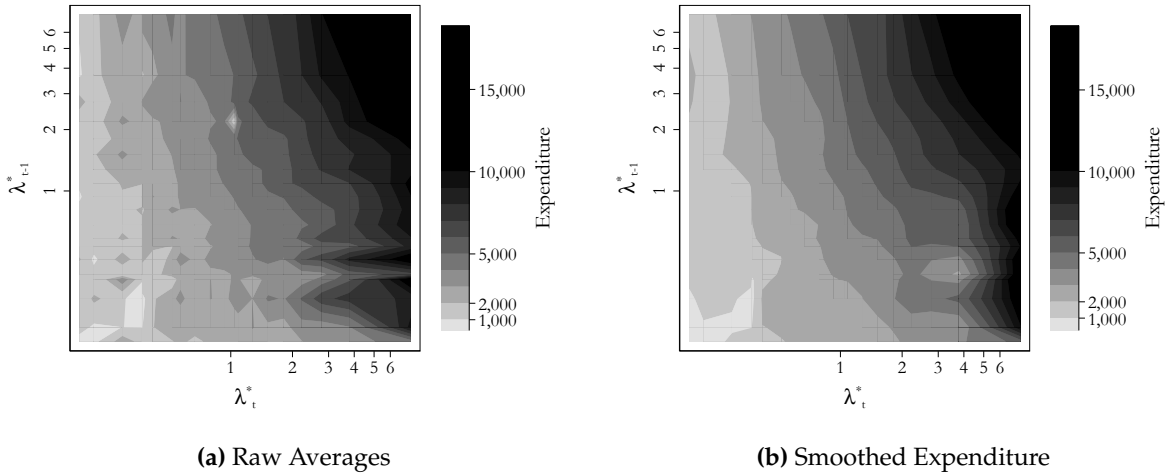 6
5
4
3
2
1
λ*t-1
1 2 3 4 5 6
λ*t
15,000
10,000
5,000
2,000
1,000
Expenditure
(a) Raw Averages
6
5
4
3
2
1
λ*t-1
1 2 3 4 5 6
λ*t
15,000
10,000
5,000
2,000
1,000
Expenditure
(b) Smoothed Expenditure